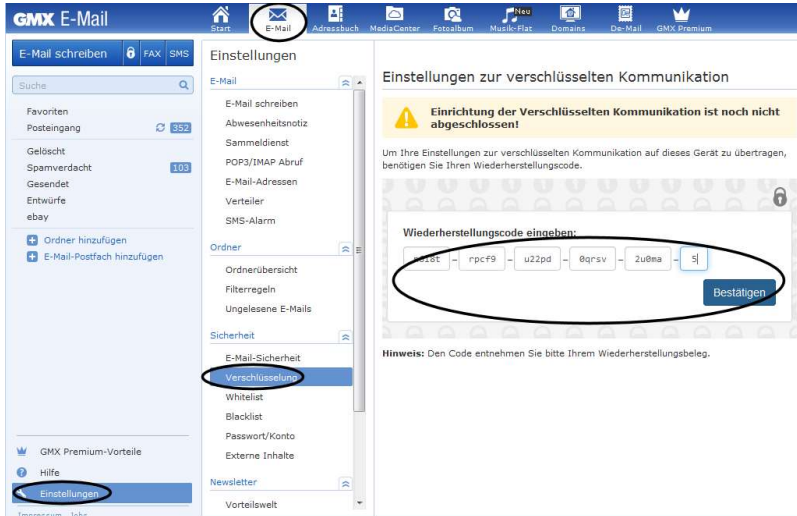 GMX E-Mail
Start
E-Mail
Adressbuch
MediaCenter
Fotoalbum
Neu
Musik-Flat
Domains
De-Mail
GMX Premium
E-Mail schreiben
FAX
SMS
Suche
Favoriten
Posteingang 352
Gelöscht
Spamverdacht 103
Gesendet
Entwürfe
ebay
Ordner hinzufügen
E-Mail-Postfach hinzufügen
GMX Premium-Vorteile
Hilfe
Einstellungen
Impressum Jobs
Einstellungen
E-Mail
E-Mail schreiben
Abwesenheitsnotiz
Sammeldienst
POP3/IMAP Abruf
E-Mail-Adressen
Verteiler
SMS-Alarm
Ordner
Ordnerübersicht
Filterregeln
Ungelesene E-Mails
Sicherheit
E-Mail-Sicherheit
Verschlüsselung
Whitelist
Blacklist
Passwort/Konto
Externe Inhalte
Newsletter
Vorteilswelt
Einstellungen zur verschlüsselten Kommunikation
Einrichtung der Verschlüsselten Kommunikation ist noch nicht
abgeschlossen!
Um Ihre Einstellungen zur verschlüsselten Kommunikation auf dieses Gerät zu übertragen,
benötigen Sie Ihren Wiederherstellungscode.
Wiederherstellungscode eingeben:
– rpcf9 – u22pd – 0qrsv – 2u0ma – 5
Bestätigen
Hinweis: Den Code entnehmen Sie bitte Ihrem Wiederherstellungsbeleg.